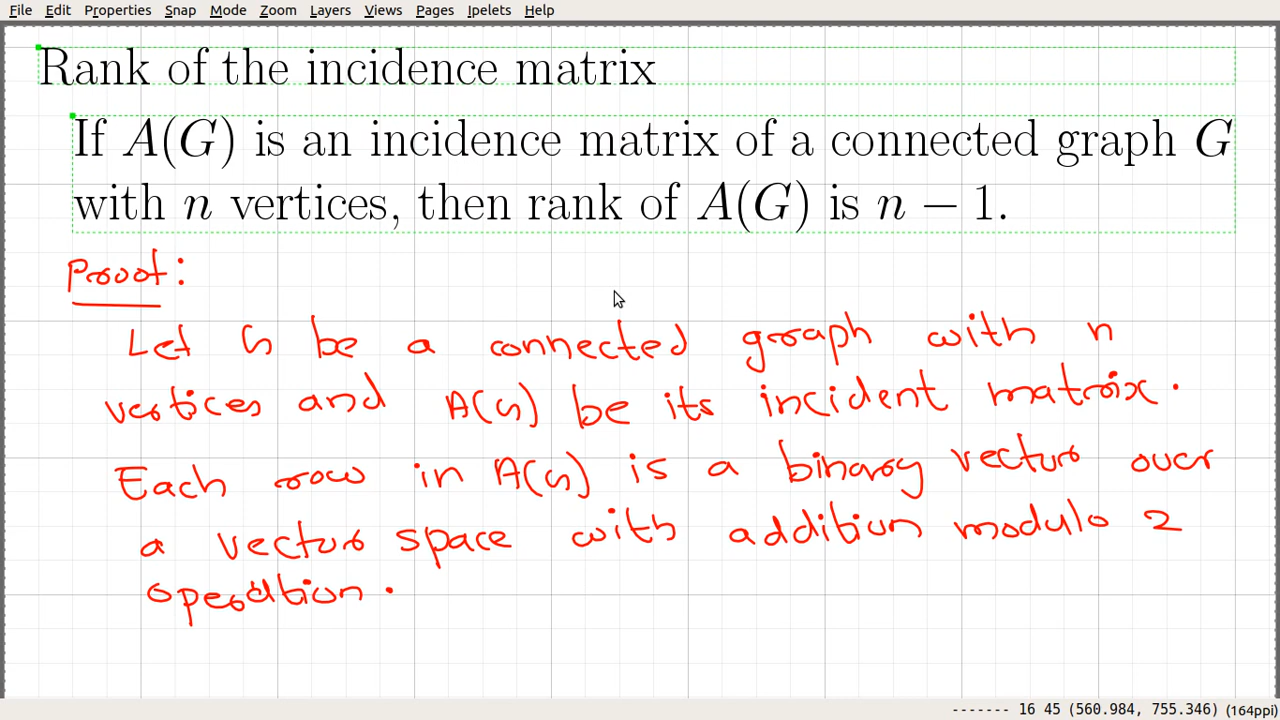 File Edit Properties Snap Mode Zoom Layers Views Pages Ipelets Help
Rank of the incidence matrix
If A(G) is an incidence matrix of a connected graph G
with n vertices, then rank of A(G) is n − 1.
Proof:
Let G be a connected graph with n
vertices and A(G) be its incident matrix.
Each row in A(G) is a binary vector over
a vector space with addition modulo 2
operation.
------- 16 45 (560.984, 755.346) (164ppi)